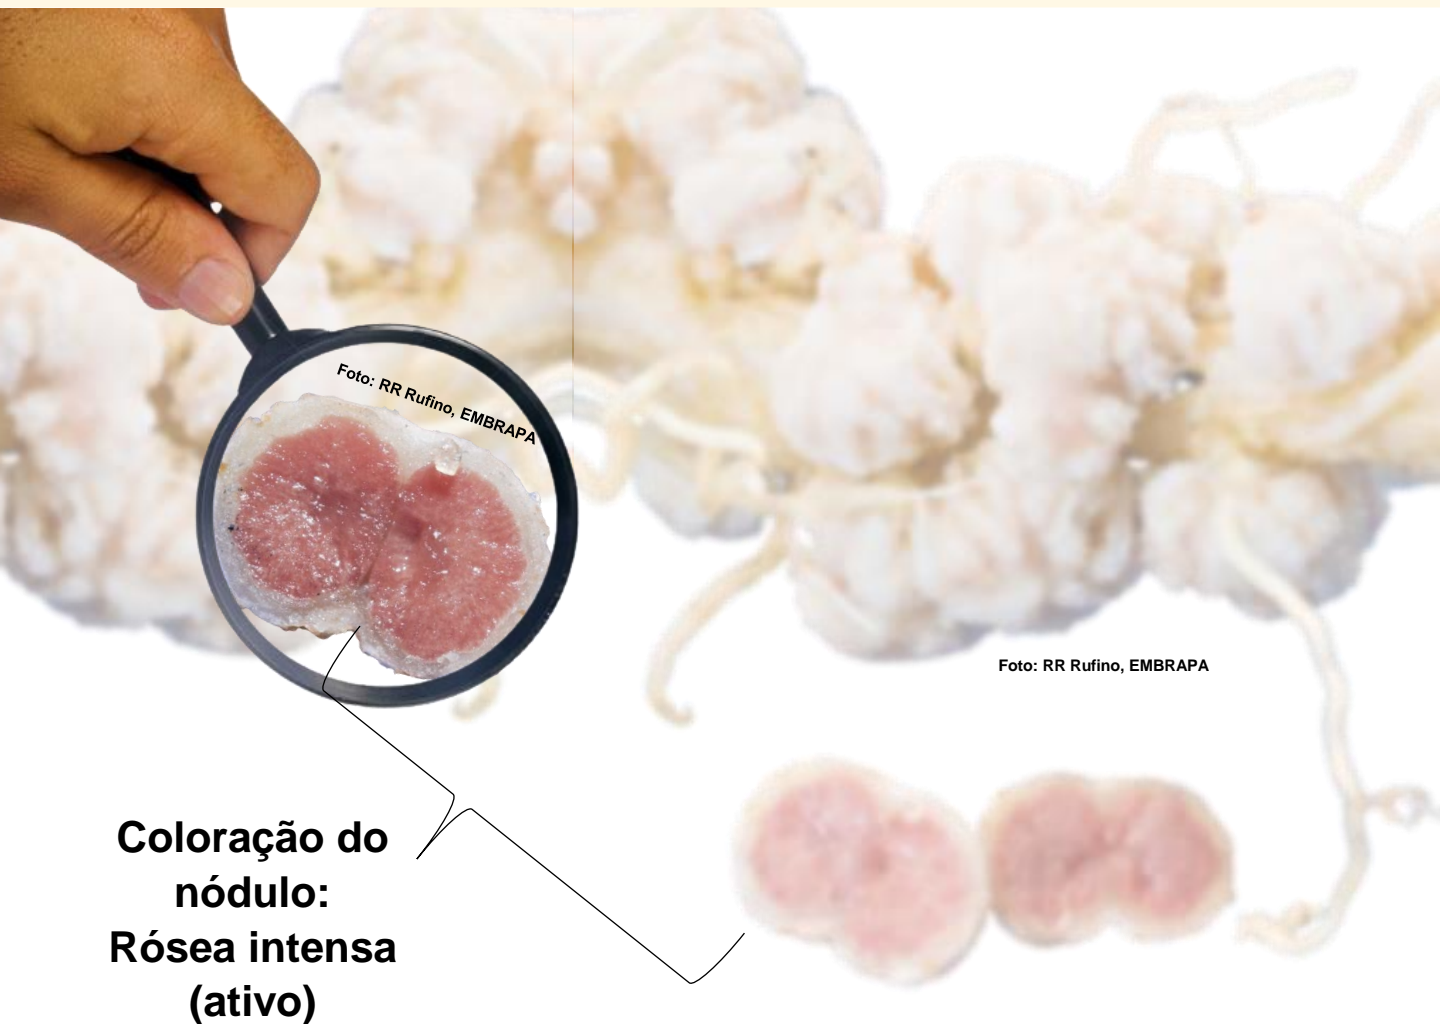 Foto: RR Rufino, EMBRAPA
Foto: RR Rufino, EMBRAPA
Coloração do
nódulo:
Rósea intensa
(ativo)